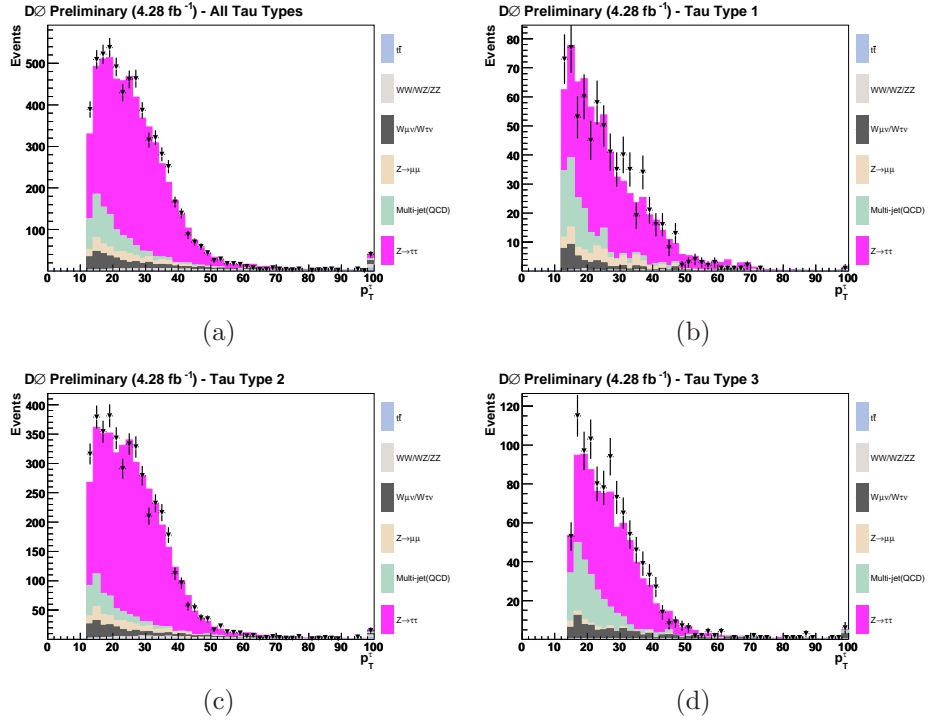 DØ Preliminary (4.28 fb⁻¹) - All Tau Types
Events
500
400
300
200
100
0 10 20 30 40 50 60 70 80 90 100
p_T^τ
tt̄
WW/WZ/ZZ
Wμν/Wτν
Z→μμ
Multi-jet(QCD)
Z→ττ
(a)
DØ Preliminary (4.28 fb⁻¹) - Tau Type 1
Events
80
70
60
50
40
30
20
10
0 10 20 30 40 50 60 70 80 90 100
p_T^τ
tt̄
WW/WZ/ZZ
Wμν/Wτν
Z→μμ
Multi-jet(QCD)
Z→ττ
(b)
DØ Preliminary (4.28 fb⁻¹) - Tau Type 2
Events
400
350
300
250
200
150
100
50
0 10 20 30 40 50 60 70 80 90 100
p_T^τ
tt̄
WW/WZ/ZZ
Wμν/Wτν
Z→μμ
Multi-jet(QCD)
Z→ττ
(c)
DØ Preliminary (4.28 fb⁻¹) - Tau Type 3
Events
120
100
80
60
40
20
0 10 20 30 40 50 60 70 80 90 100
p_T^τ
tt̄
WW/WZ/ZZ
Wμν/Wτν
Z→μμ
Multi-jet(QCD)
Z→ττ
(d)